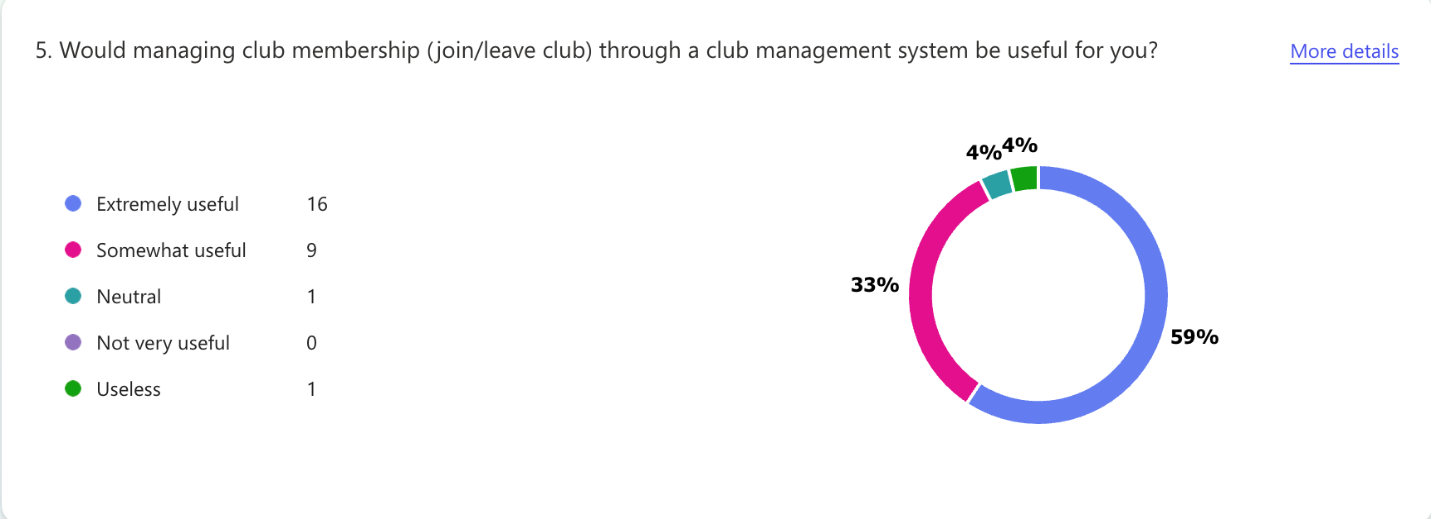 5. Would managing club membership (join/leave club) through a club management system be useful for you?
More details
Extremely useful 16
Somewhat useful 9
Neutral 1
Not very useful 0
Useless 1
4%
4%
33%
59%